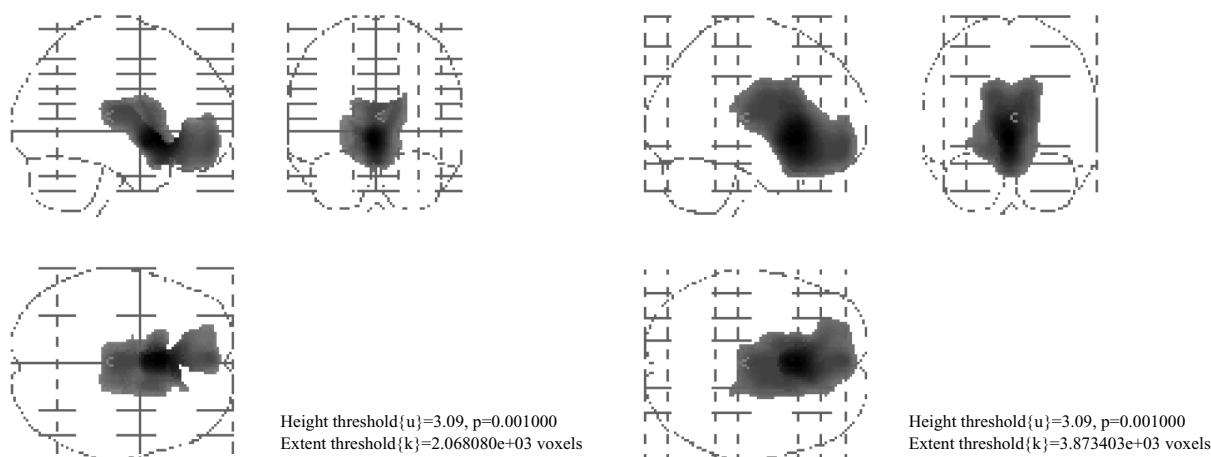 Height threshold{u}=3.09, p=0.001000
Extent threshold{k}=2.068080e+03 voxels
Height threshold{u}=3.09, p=0.001000
Extent threshold{k}=3.873403e+03 voxels